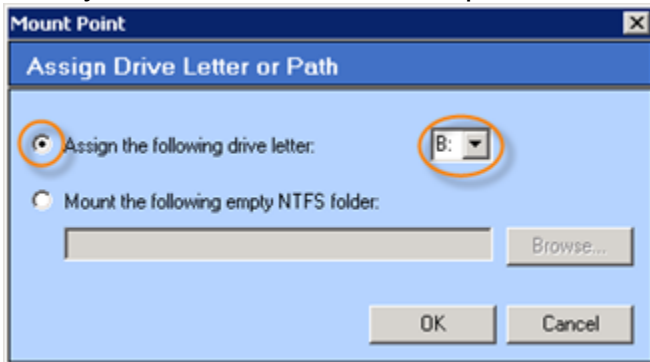 Mount Point
Assign Drive Letter or Path
Assign the following drive letter: B:
Mount the following empty NTFS folder:
Browse...
OK Cancel